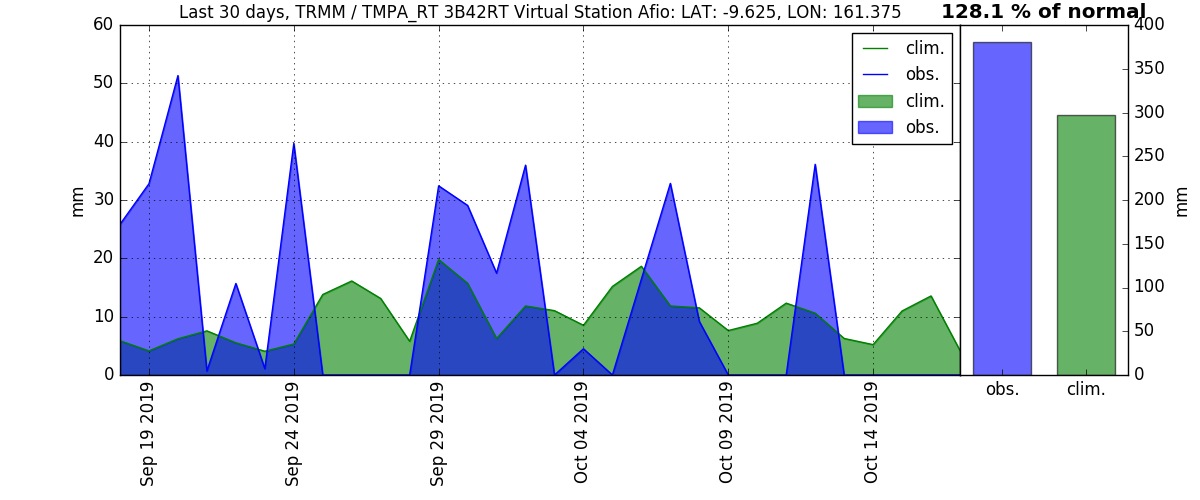 Last 30 days, TRMM / TMPA_RT 3B42RT Virtual Station Afio: LAT: -9.625, LON: 161.375
128.1 % of normal
60
50
40
30
20
10
0
mm
clim.
obs.
clim.
obs.
400
350
300
250
200
150
100
50
0
mm
Sep 19 2019
Sep 24 2019
Sep 29 2019
Oct 04 2019
Oct 09 2019
Oct 14 2019
obs.
clim.